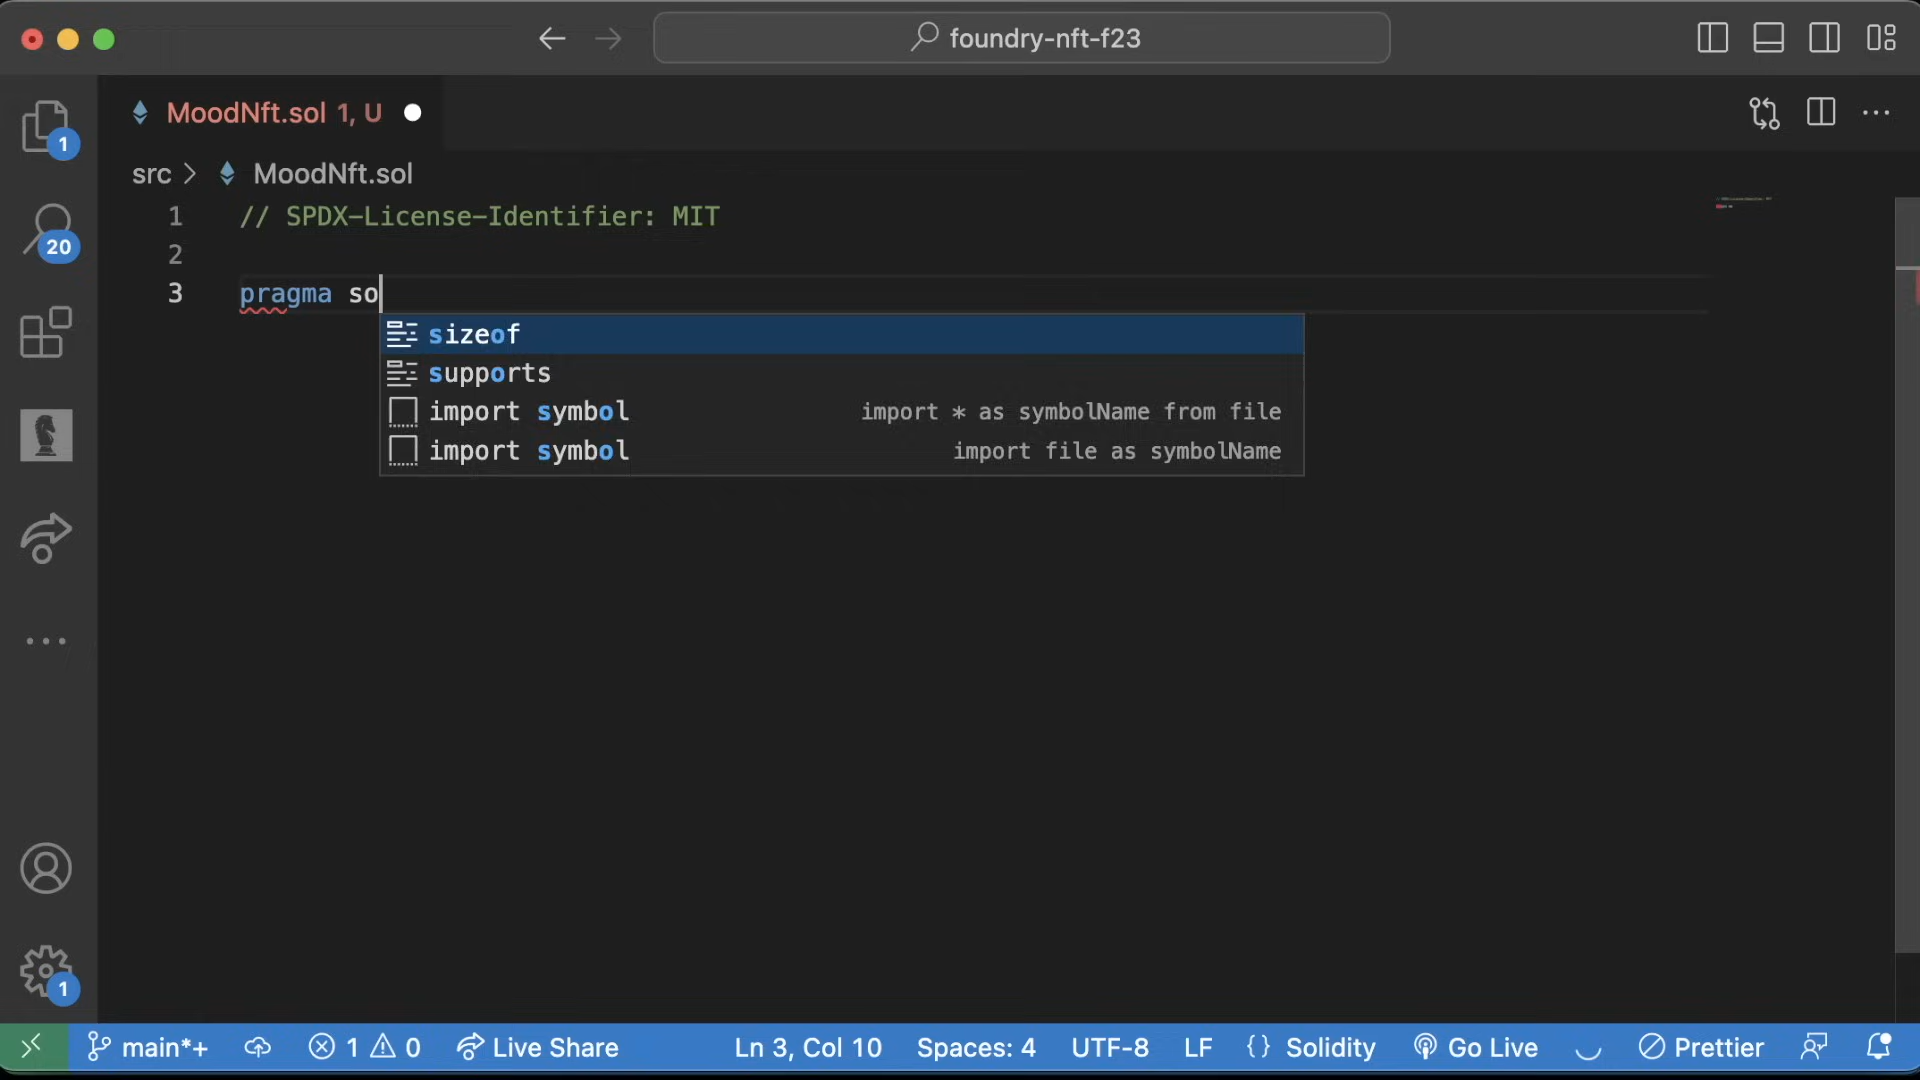 foundry-nft-f23
MoodNft.sol 1, U
src > MoodNft.sol
1 // SPDX-License-Identifier: MIT
2
3 pragma so
sizeof
supports
import symbol import * as symbolName from file
import symbol import file as symbolName
1
20
1
main*+ 1 0 Live Share Ln 3, Col 10 Spaces: 4 UTF-8 LF {} Solidity Go Live Prettier